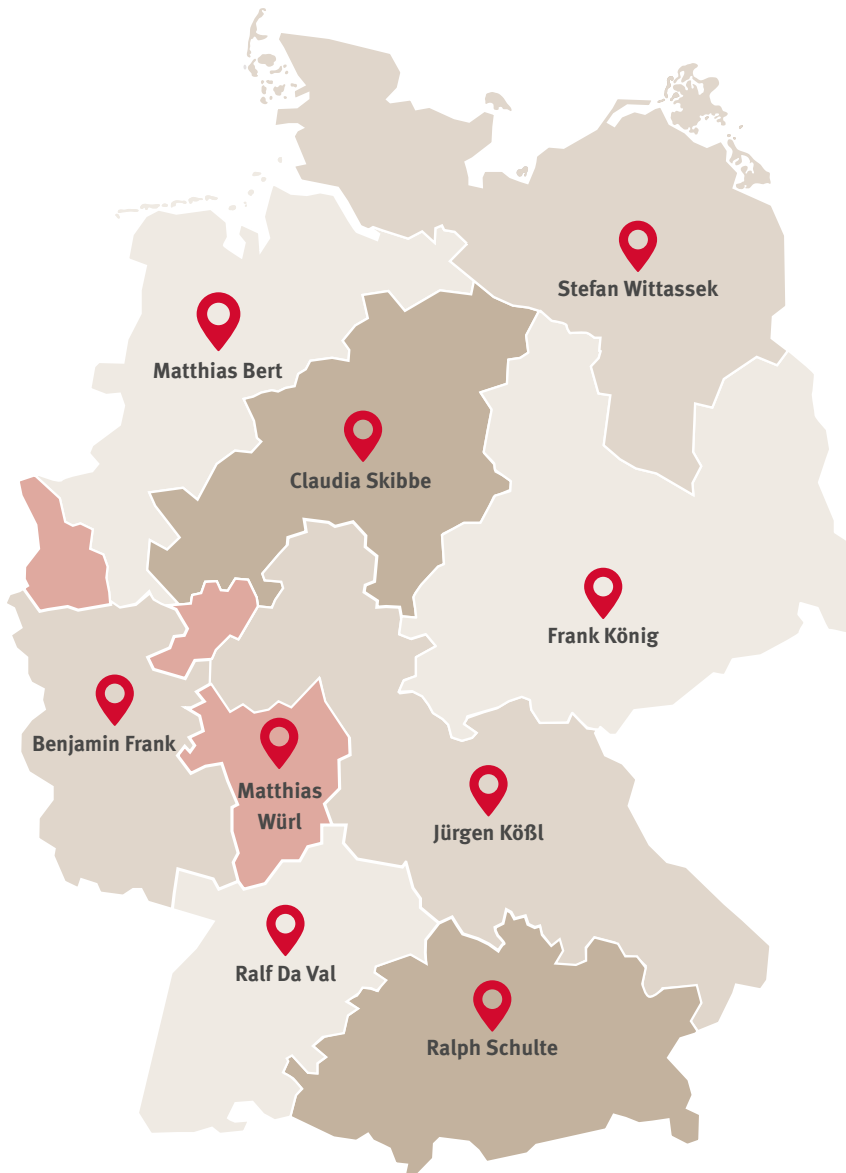 Stefan Wittassek
Matthias Bert
Claudia Skibbe
Frank König
Benjamin Frank
Matthias
Würl
Jürgen Kößl
Ralf Da Val
Ralph Schulte